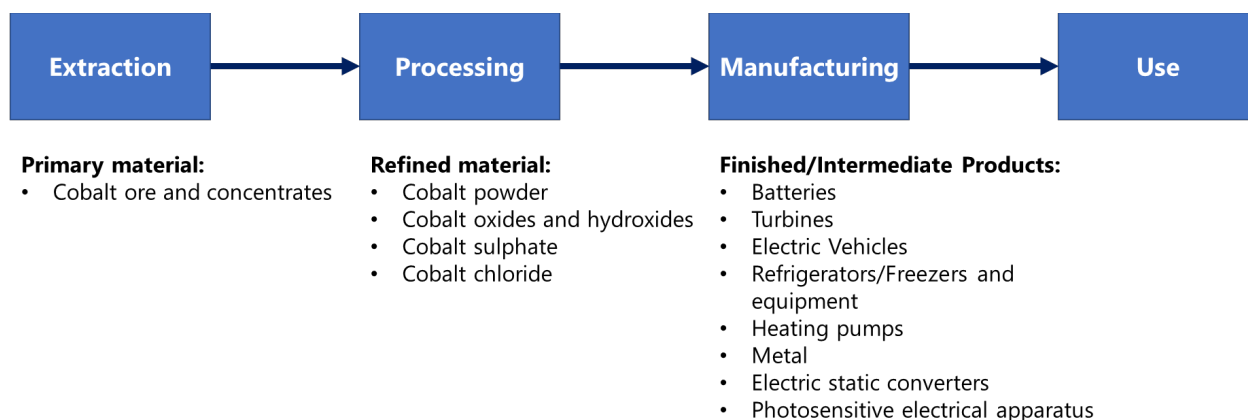 Extraction
Processing
Manufacturing
Use
Primary material:
• Cobalt ore and concentrates
Refined material:
• Cobalt powder
• Cobalt oxides and hydroxides
• Cobalt sulphate
• Cobalt chloride
Finished/Intermediate Products:
• Batteries
• Turbines
• Electric Vehicles
• Refrigerators/Freezers and
equipment
• Heating pumps
• Metal
• Electric static converters
• Photosensitive electrical apparatus